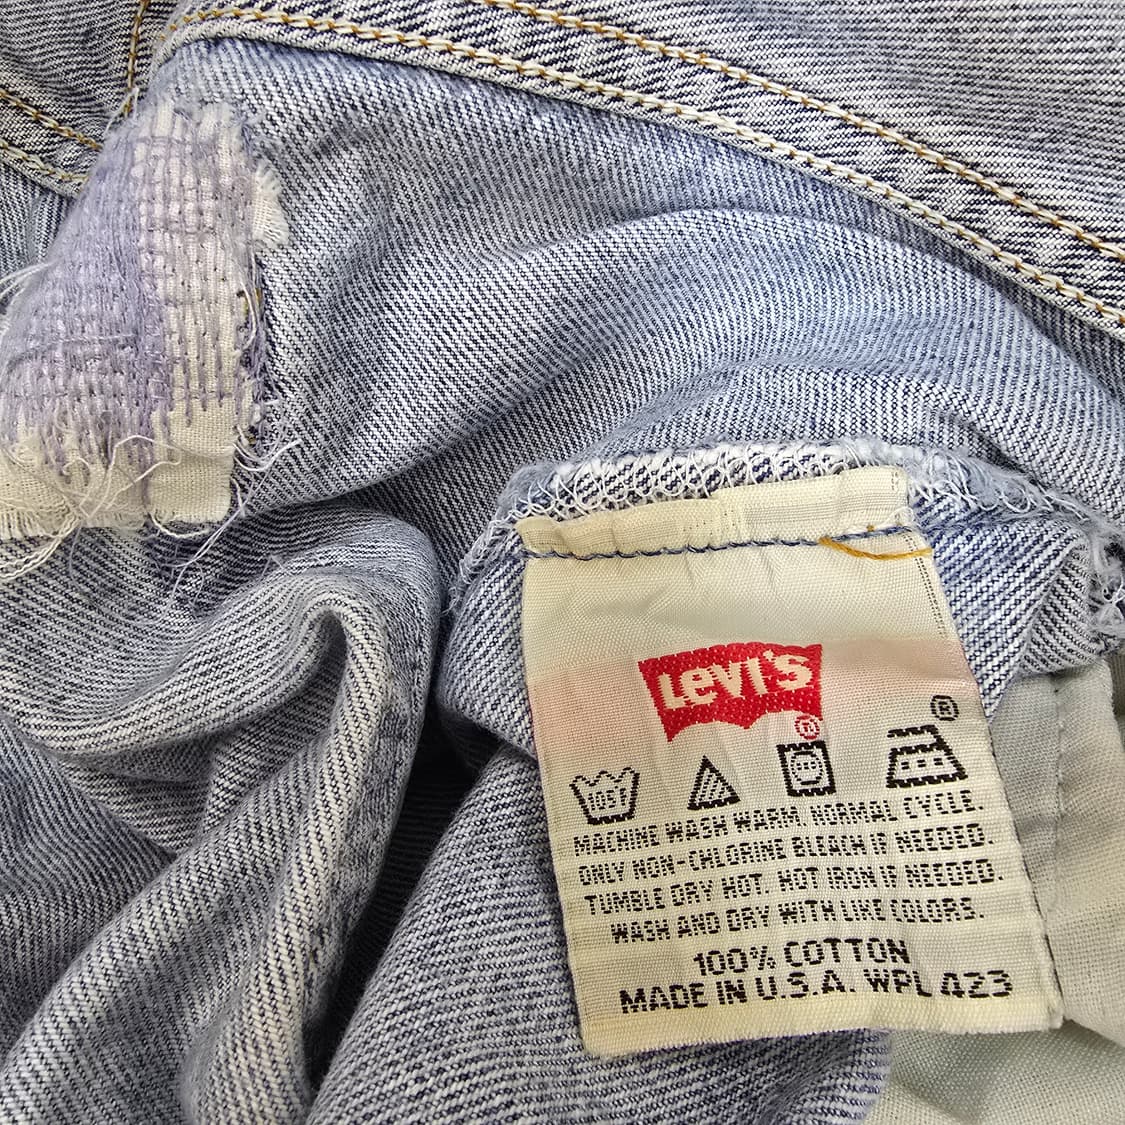 LEVI'S
®
105°
®
MACHINE WASH WARM. NORMAL CYCLE.
ONLY NON-CHLORINE BLEACH IF NEEDED.
TUMBLE DRY HOT. HOT IRON IF NEEDED.
WASH AND DRY WITH LIKE COLORS.
100% COTTON
MADE IN U.S.A. WPL 423